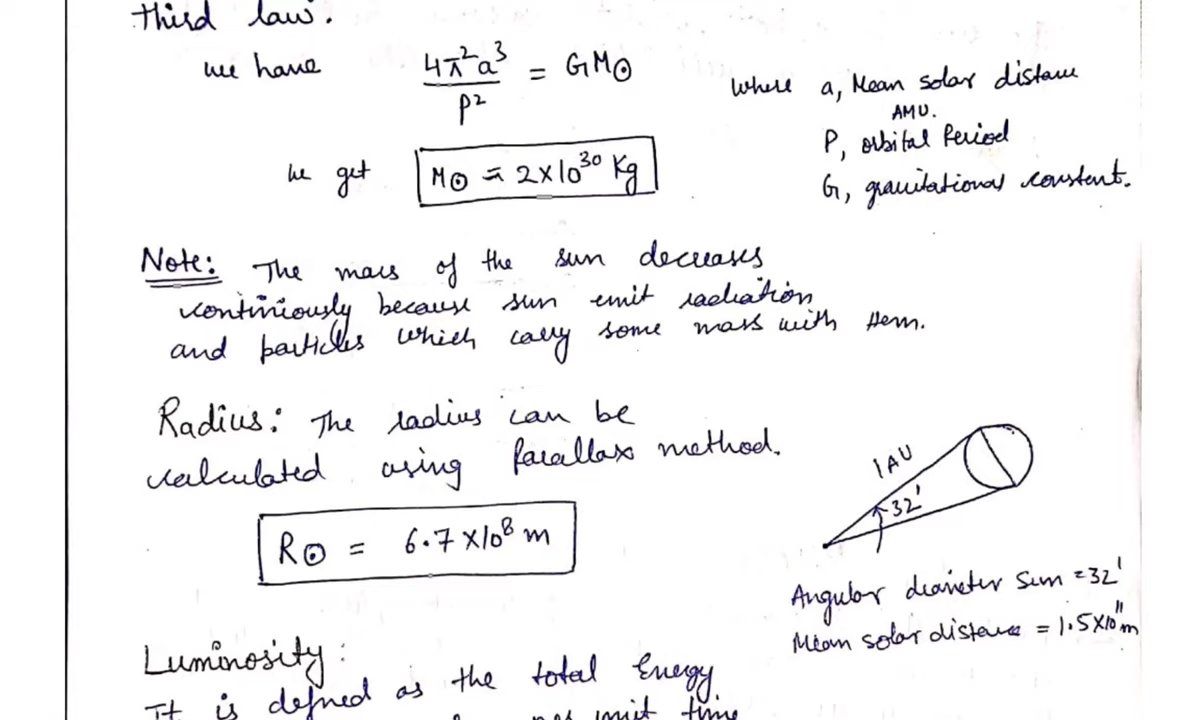 third law.
we have 4π²a³/P² = GM⊙
where a, Mean solar distance
AMU.
P, orbital Period
G, gravitational constant.
we get M⊙ = 2×10³⁰ Kg
Note: The mass of the sun decreases
continiously because sun emit radiation
and particles which cary some mass with them.
Radius: The radius can be
calculated using Parallax method.
R⊙ = 6.7×10⁸ m
1AU
32'
Angular diameter Sun = 32'
Mean solar distance = 1.5×10¹¹m
Luminosity:
It is defined as the total Energy
unit time